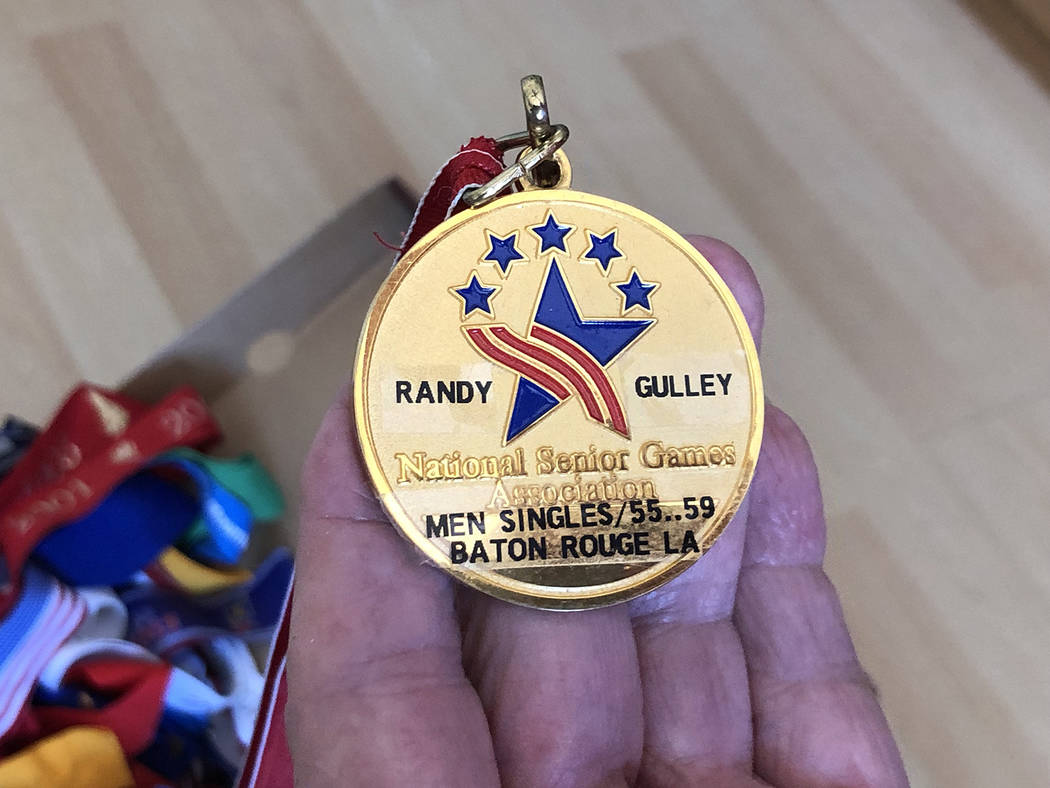 RANDY GULLEY
National Senior Games
Association
MEN SINGLES/55..59
BATON ROUGE LA